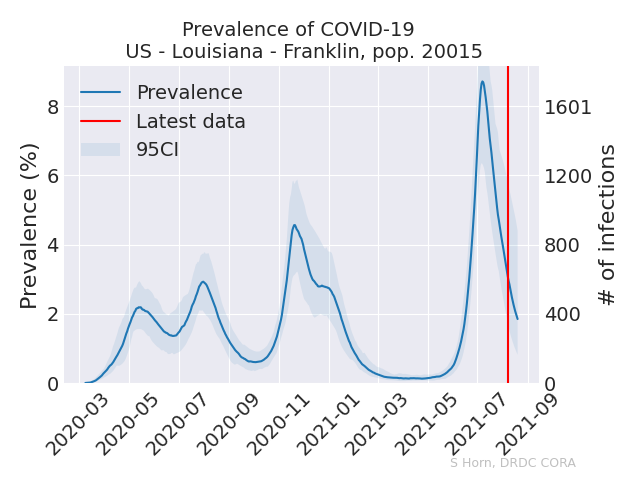 Prevalence of COVID-19
US - Louisiana - Franklin, pop. 20015
Prevalence
Latest data
95CI
Prevalence (%)
8
6
4
2
0
1601
1200
800
400
0
# of infections
2020-03
2020-05
2020-07
2020-09
2020-11
2021-01
2021-03
2021-05
2021-07
2021-09
S Horn, DRDC CORA